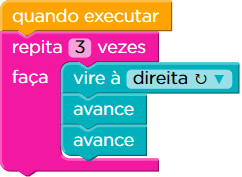 quando executar
repita 3 vezes
faça vire à direita ↻ ▼
avance
avance